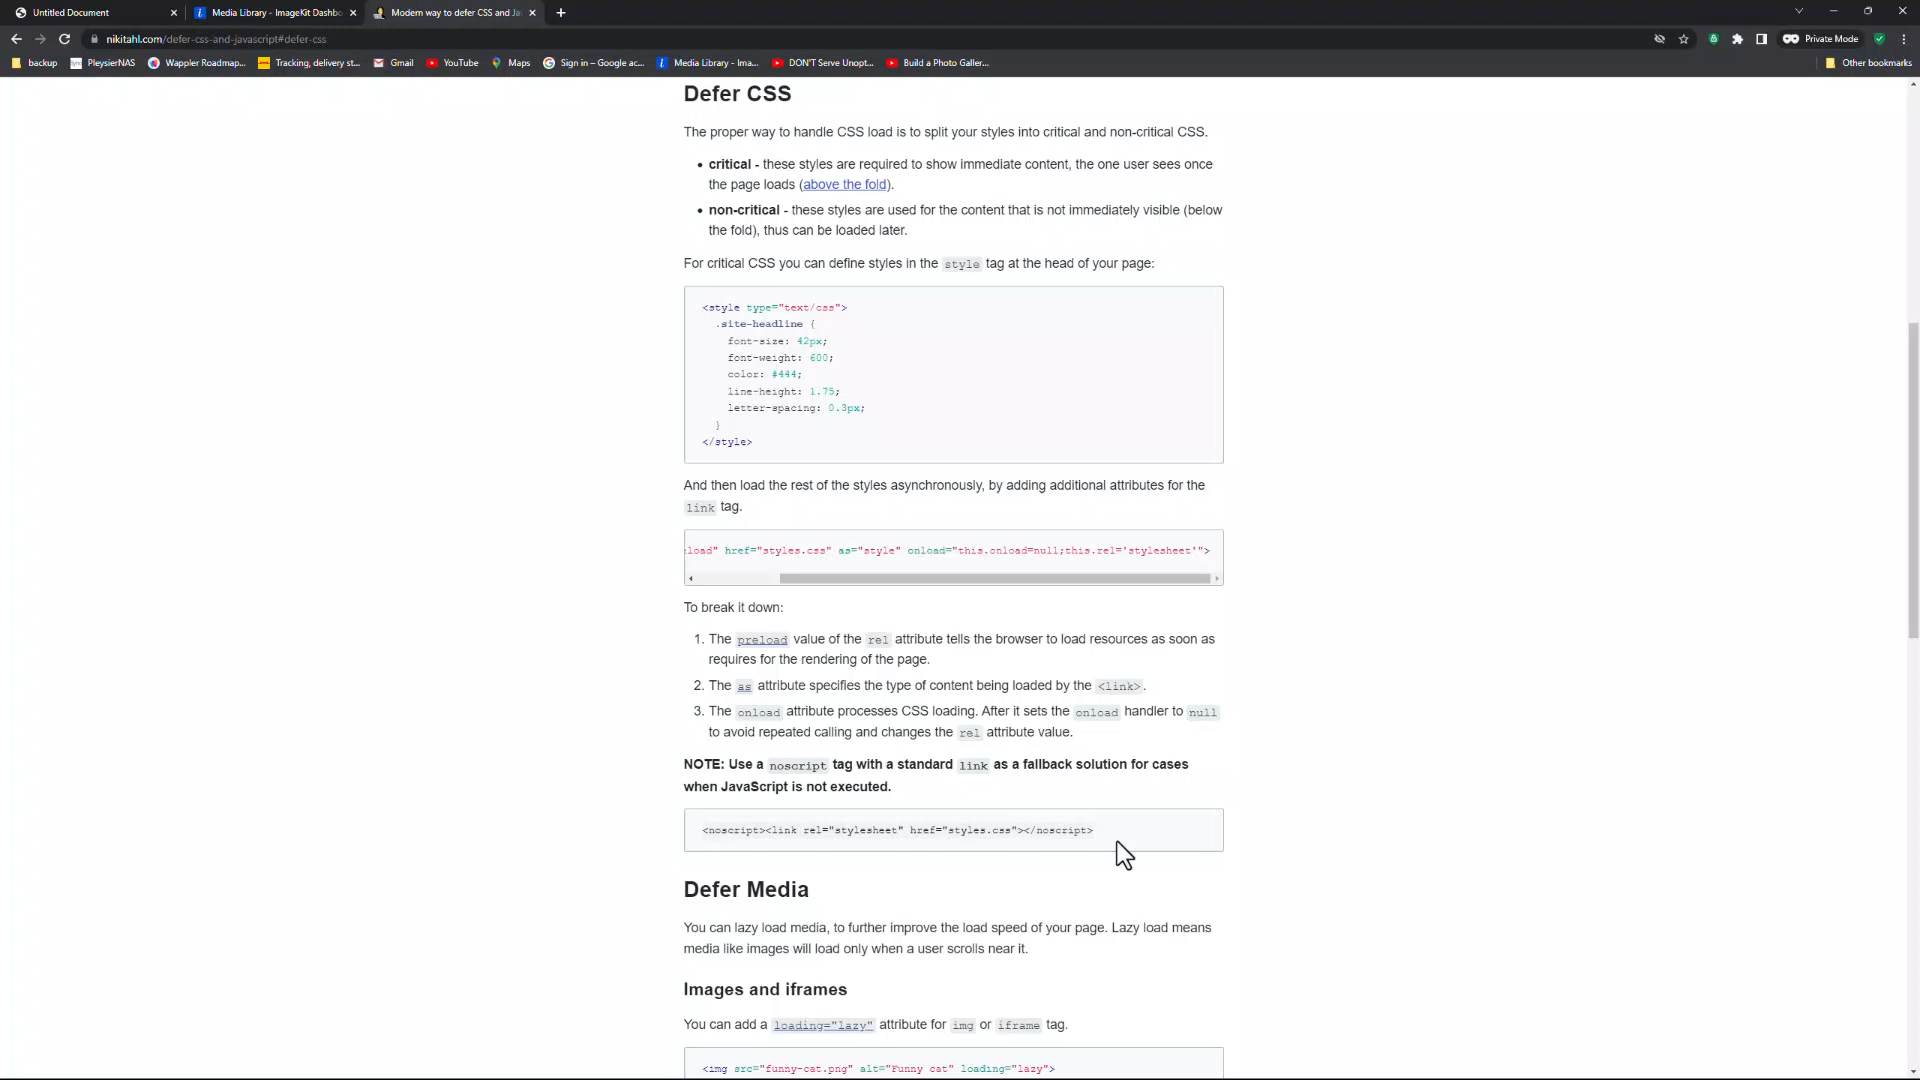 Untitled Document
Media Library - ImageKit Dashbo
Modern way to defer CSS and Ja
nikitahl.com/defer-css-and-javascript#defer-css
Private Mode
backup
PleysierNAS
Wappler Roadmap...
Tracking, delivery st...
Gmail
YouTube
Maps
Sign in – Google ac...
Media Library - Ima...
DON'T Serve Unopt...
Build a Photo Galler...
Other bookmarks
Defer CSS
The proper way to handle CSS load is to split your styles into critical and non-critical CSS.
• critical - these styles are required to show immediate content, the one user sees once
the page loads (above the fold).
• non-critical - these styles are used for the content that is not immediately visible (below
the fold), thus can be loaded later.
For critical CSS you can define styles in the style tag at the head of your page:
<style type="text/css">
.site-headline {
font-size: 42px;
font-weight: 600;
color: #444;
line-height: 1.75;
letter-spacing: 0.3px;
}
</style>
And then load the rest of the styles asynchronously, by adding additional attributes for the
link tag.
load" href="styles.css" as="style" onload="this.onload=null;this.rel='stylesheet'">
To break it down:
1. The preload value of the rel attribute tells the browser to load resources as soon as
requires for the rendering of the page.
2. The as attribute specifies the type of content being loaded by the <link>.
3. The onload attribute processes CSS loading. After it sets the onload handler to null
to avoid repeated calling and changes the rel attribute value.
NOTE: Use a noscript tag with a standard link as a fallback solution for cases
when JavaScript is not executed.
<noscript><link rel="stylesheet" href="styles.css"></noscript>
Defer Media
You can lazy load media, to further improve the load speed of your page. Lazy load means
media like images will load only when a user scrolls near it.
Images and iframes
You can add a loading="lazy" attribute for img or iframe tag.
<img src="funny-cat.png" alt="Funny cat" loading="lazy">